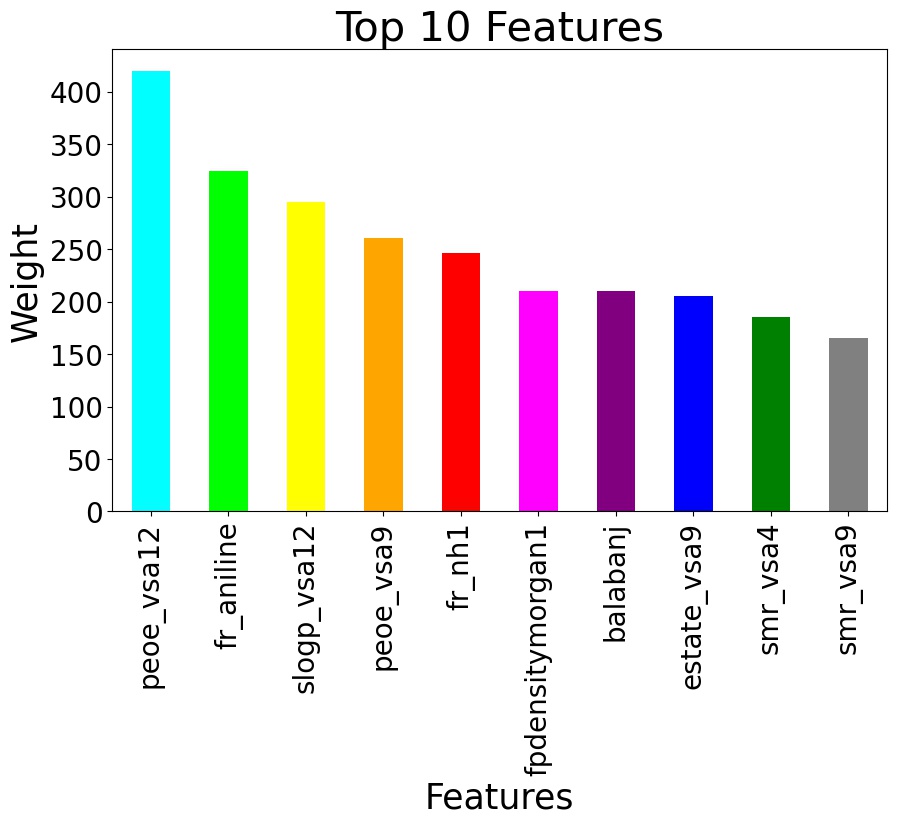 Top 10 Features
Weight
400
350
300
250
200
150
100
50
0
peoe_vsa12
fr_aniline
slogp_vsa12
peoe_vsa9
fr_nh1
fpdensitymorgan1
balabanj
estate_vsa9
smr_vsa4
smr_vsa9
Features